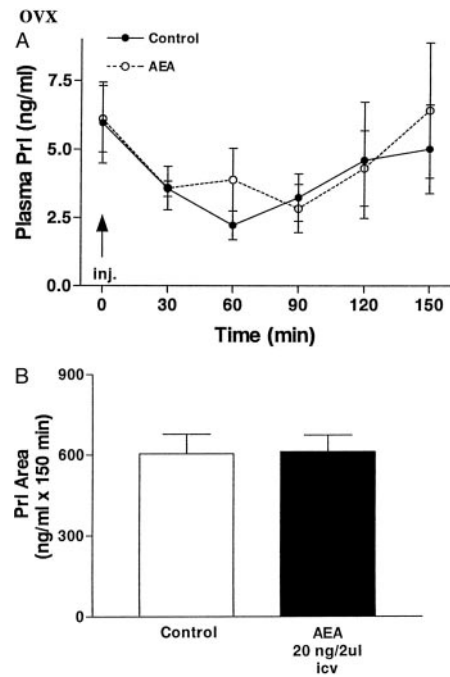 OVX
A
Control
AEA
Plasma Prl (ng/ml)
7.5
5.0
2.5
0.0
inj.
0 30 60 90 120 150
Time (min)
B
Prl Area
(ng/ml x 150 min)
900
600
300
0
Control
AEA
20 ng/2ul
icv